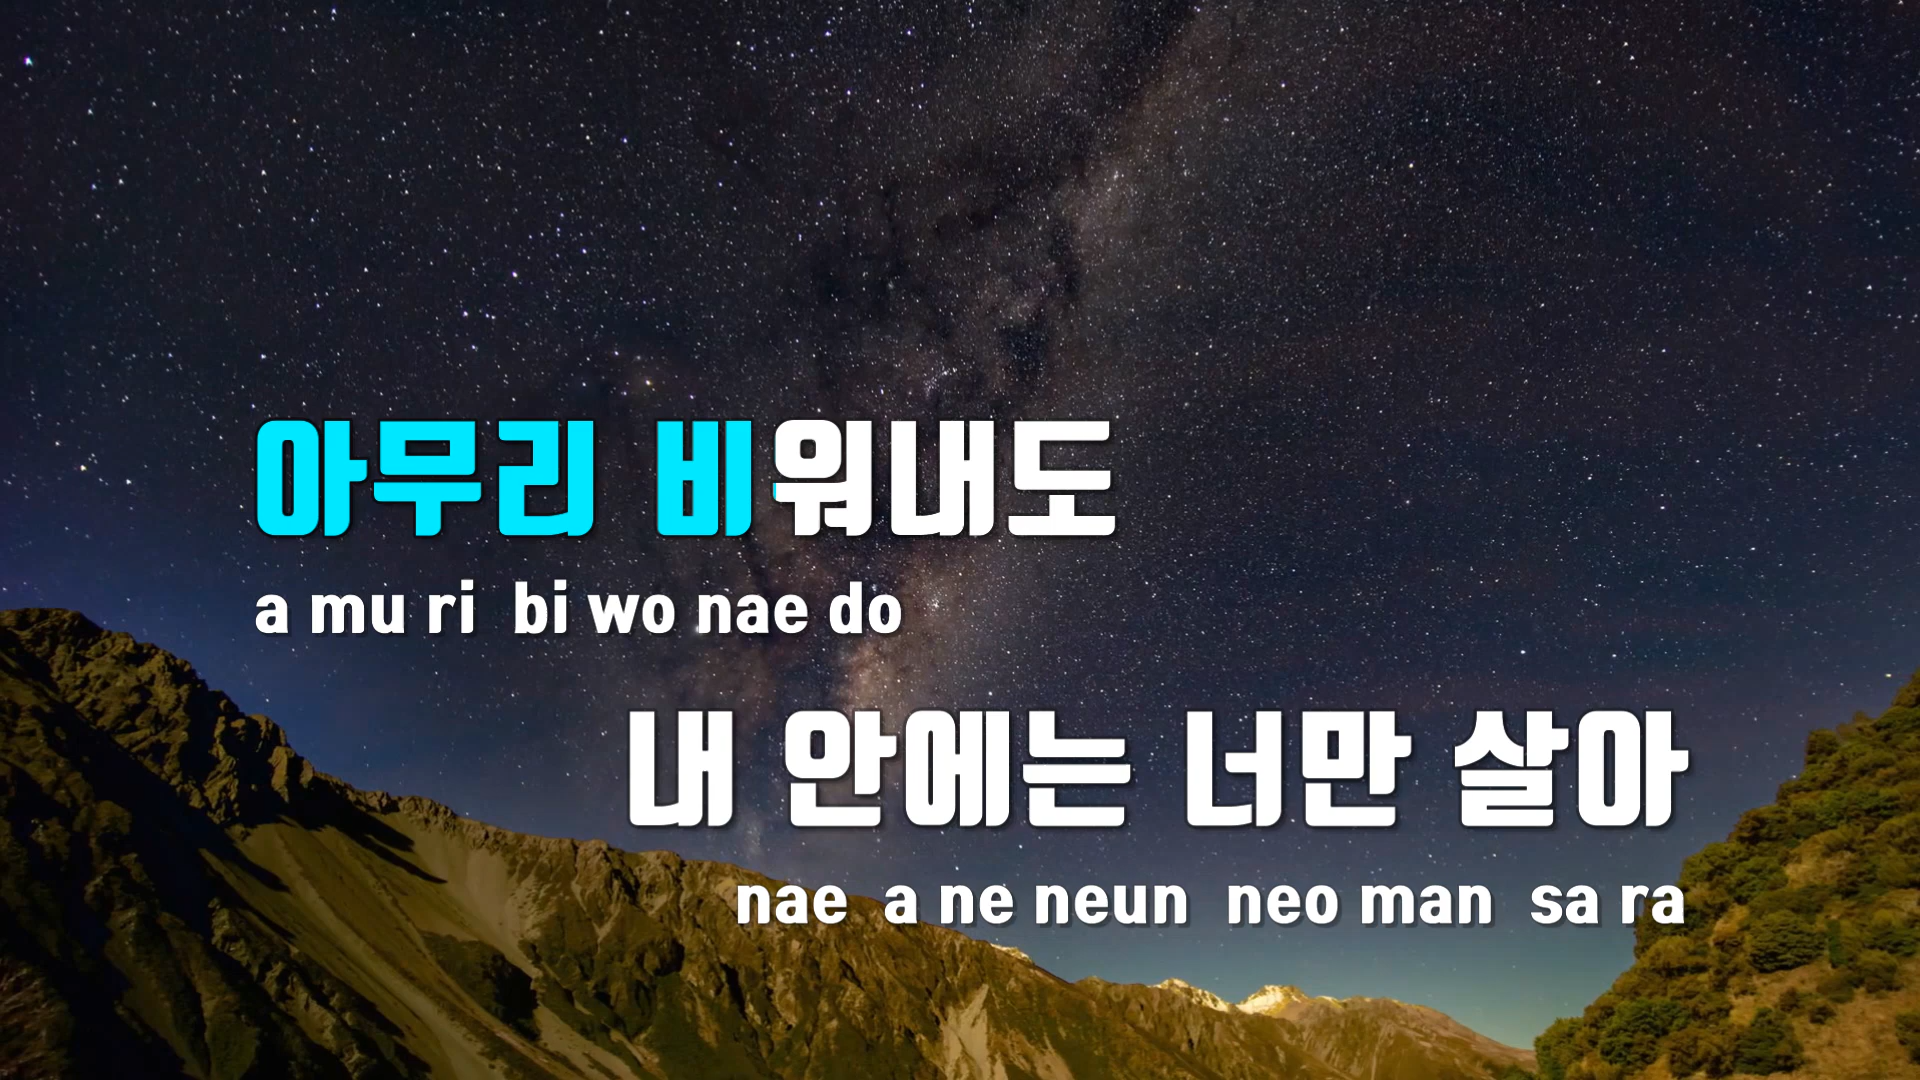 아무리 비워내도
a mu ri bi wo nae do
내 안에는 너만 살아
nae a ne neun neo man sa ra